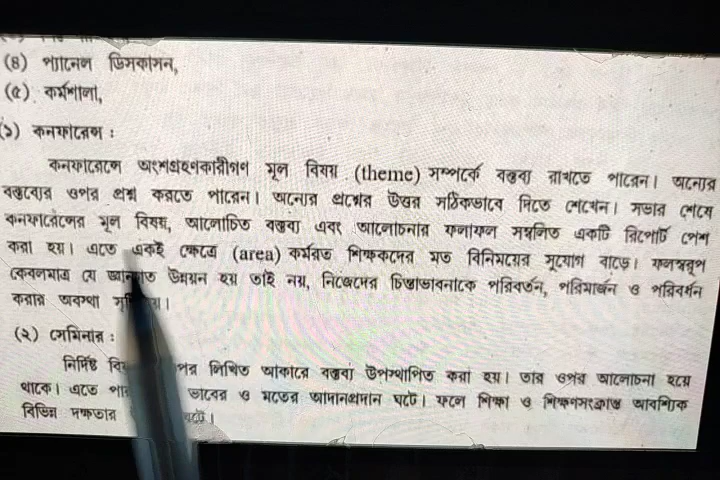 (৪) প্যানেল ডিসকাসন,
(৫) কর্মশালা,
(১) কনফারেন্স :
কনফারেন্সে অংশগ্রহণকারীগণ মূল বিষয় (theme) সম্পর্কে বক্তব্য রাখতে পারেন। অন্যের
বক্তব্যের ওপর প্রশ্ন করতে পারেন। অন্যের প্রশ্নের উত্তর সঠিকভাবে দিতে শেখেন। সভার শেষে
কনফারেন্সের মূল বিষয়, আলোচিত বক্তব্য এবং আলোচনার ফলাফল সম্বলিত একটি রিপোর্ট পেশ
করা হয়। এতে একই ক্ষেত্রে (area) কর্মরত শিক্ষকদের মত বিনিময়ের সুযোগ বাড়ে। ফলস্বরূপ
কেবলমাত্র যে জ্ঞানগত উন্নয়ন হয় তাই নয়, নিজেদের চিন্তাভাবনাকে পরিবর্তন, পরিমার্জন ও পরিবর্ধন
করার অবস্থা
(২) সেমিনার :
নির্দিষ্ট লিখিত আকারে বক্তব্য উপস্থাপিত করা হয়। তার ওপর আলোচনা হয়ে
থাকে। এতে ভাবের ও মতের আদানপ্রদান ঘটে। ফলে শিক্ষা ও শিক্ষণসংক্রান্ত আবশ্যিক
বিভিন্ন দক্ষতার ঘটে।